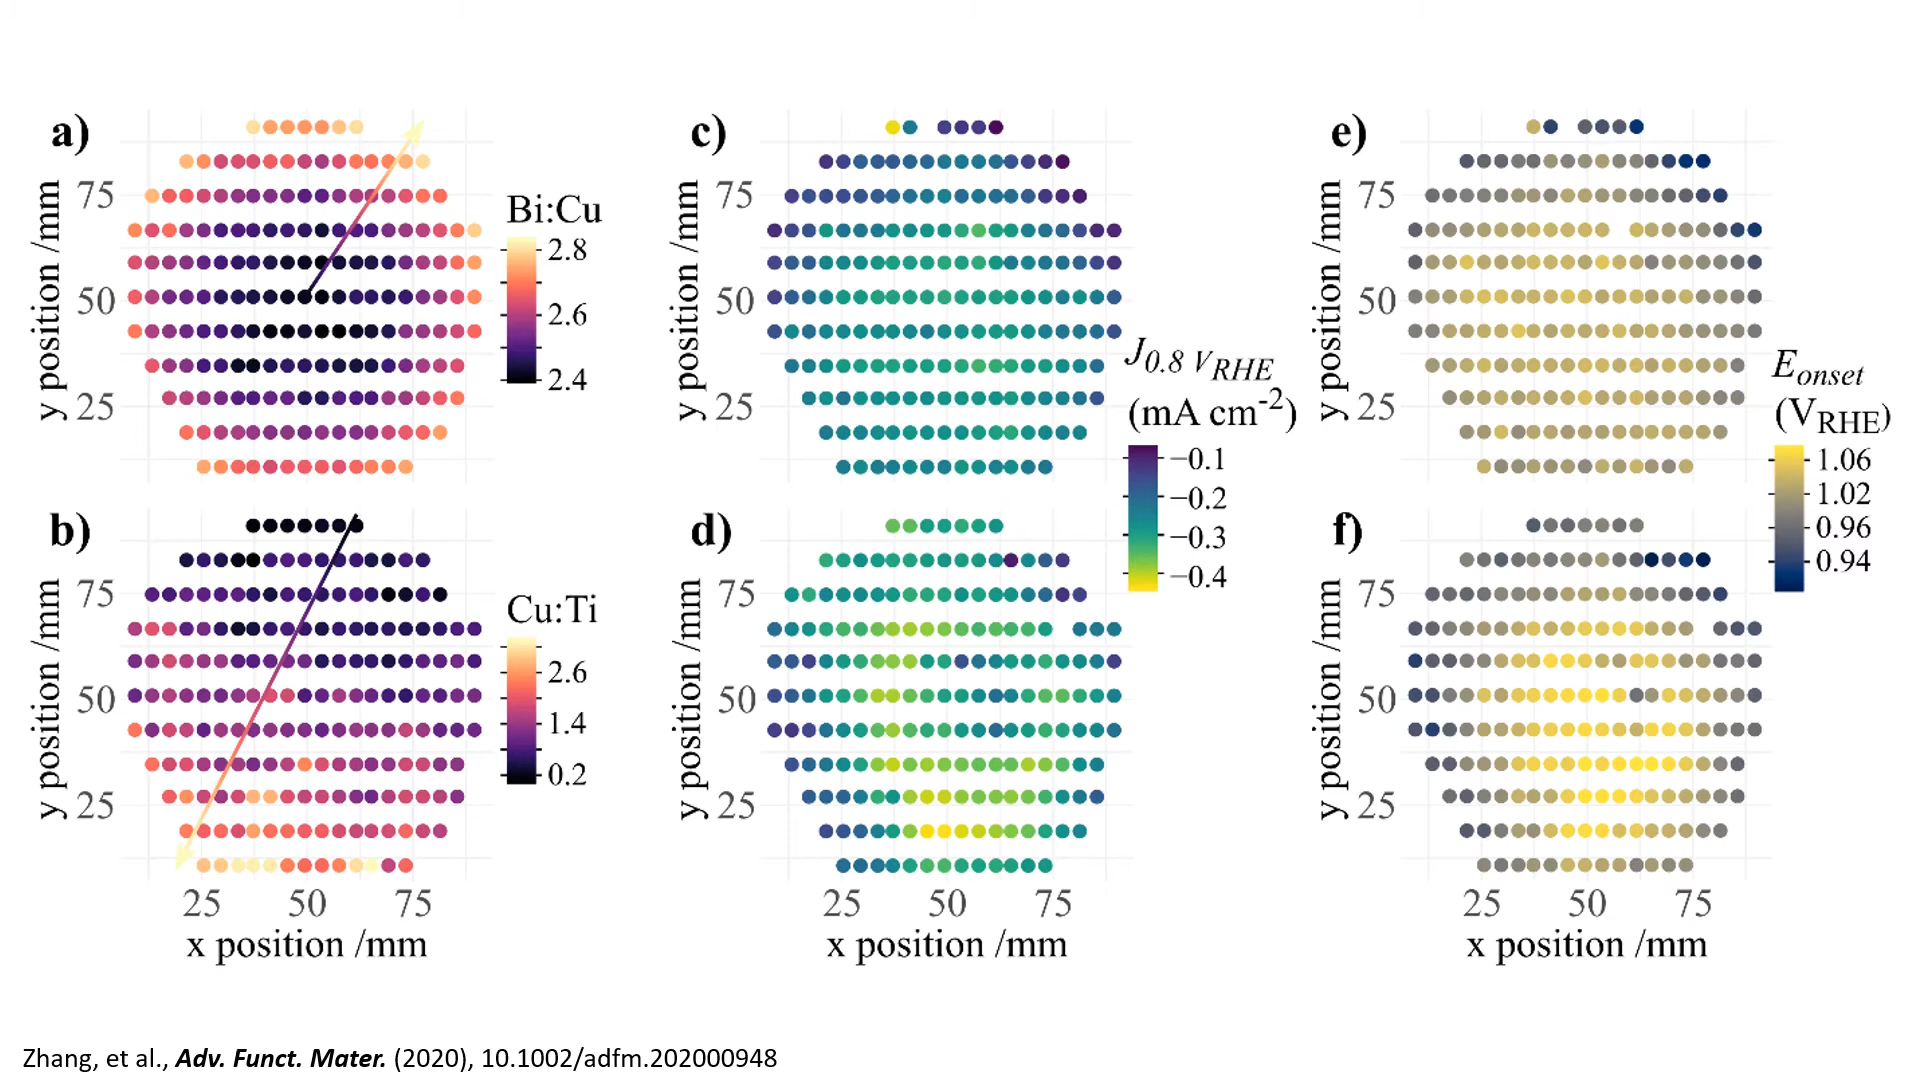 a)
y position /mm
75
50
25
Bi:Cu
2.8
2.6
2.4
b)
y position /mm
75
50
25
Cu:Ti
2.6
1.4
0.2
25 50 75
x position /mm
c)
y position /mm
75
50
25
J0.8 VRHE
(mA cm-2)
−0.1
−0.2
−0.3
−0.4
d)
y position /mm
75
50
25
25 50 75
x position /mm
e)
y position /mm
75
50
25
Eonset
(VRHE)
1.06
1.02
0.96
0.94
f)
y position /mm
75
50
25
25 50 75
x position /mm
Zhang, et al., Adv. Funct. Mater. (2020), 10.1002/adfm.202000948